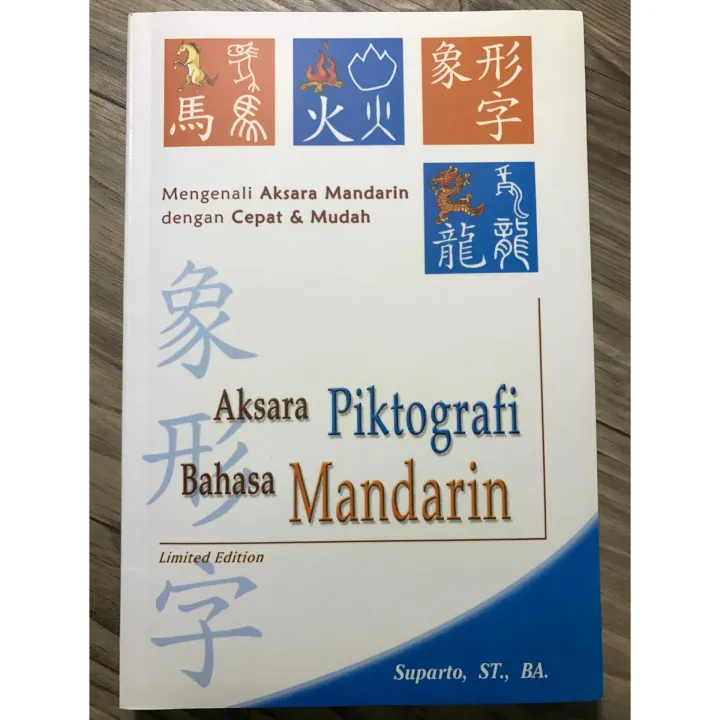 馬
火
象形
字
Mengenali Aksara Mandarin
dengan Cepat & Mudah
龍
象
形
字
Aksara Piktografi
Bahasa Mandarin
Limited Edition
Suparto, ST., BA.